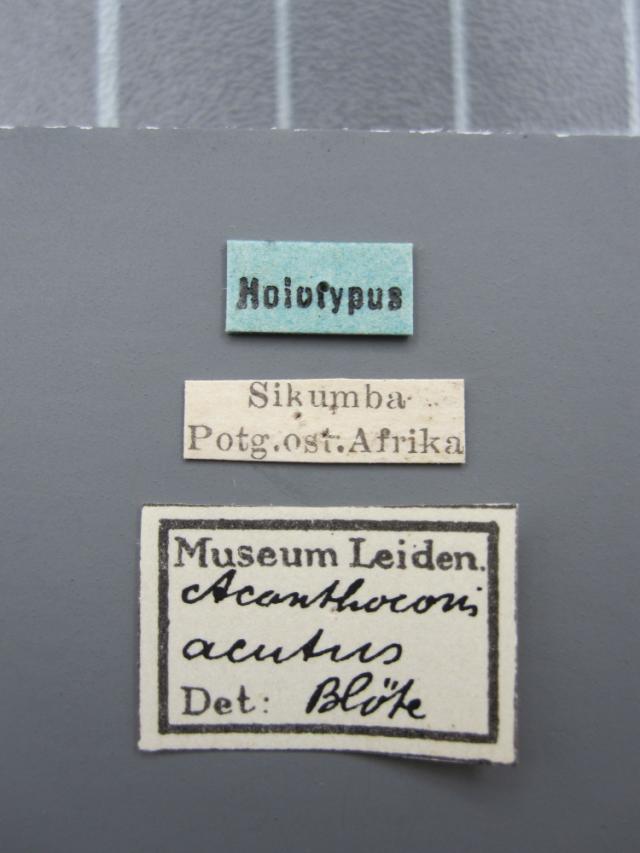 Holotypus
Sikumba
Potg.ost.Afrika
Museum Leiden.
Acanthocoris
acutus
Det: Blöte